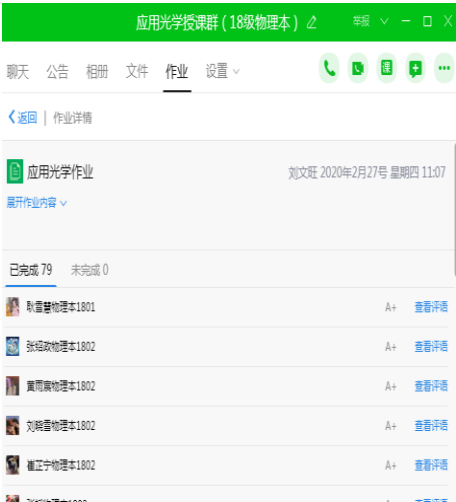 应用光学授课群（18级物理本） 举报
聊天 公告 相册 文件 作业 设置
课
返回 | 作业详情
应用光学作业 刘文旺 2020年2月27号 星期四 11:07
展开作业内容
已完成 79 未完成 0
耿雪慧物理本1801 A+ 查看评语
张绍政物理本1802 A+ 查看评语
黄雨宸物理本1802 A+ 查看评语
刘晓雪物理本1802 A+ 查看评语
崔正宁物理本1802 A+ 查看评语